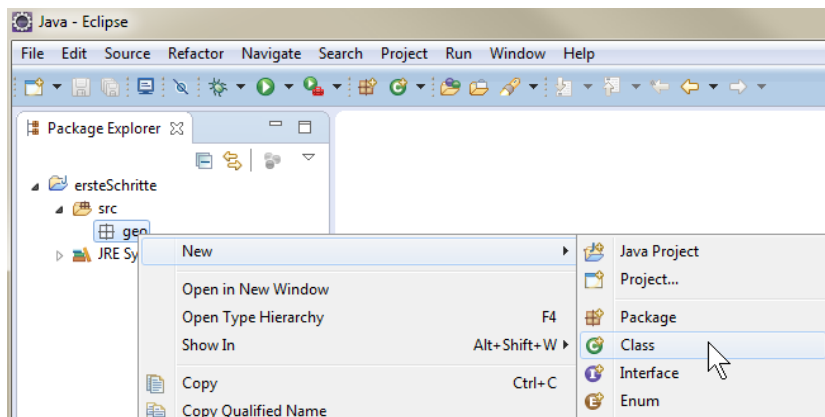 Java - Eclipse
File Edit Source Refactor Navigate Search Project Run Window Help
Package Explorer
ersteSchritte
src
geo
JRE Sy
New
Java Project
Project...
Open in New Window
Open Type Hierarchy F4
Package
Show In Alt+Shift+W
Class
Interface
Copy Ctrl+C
Enum
Copy Qualified Name